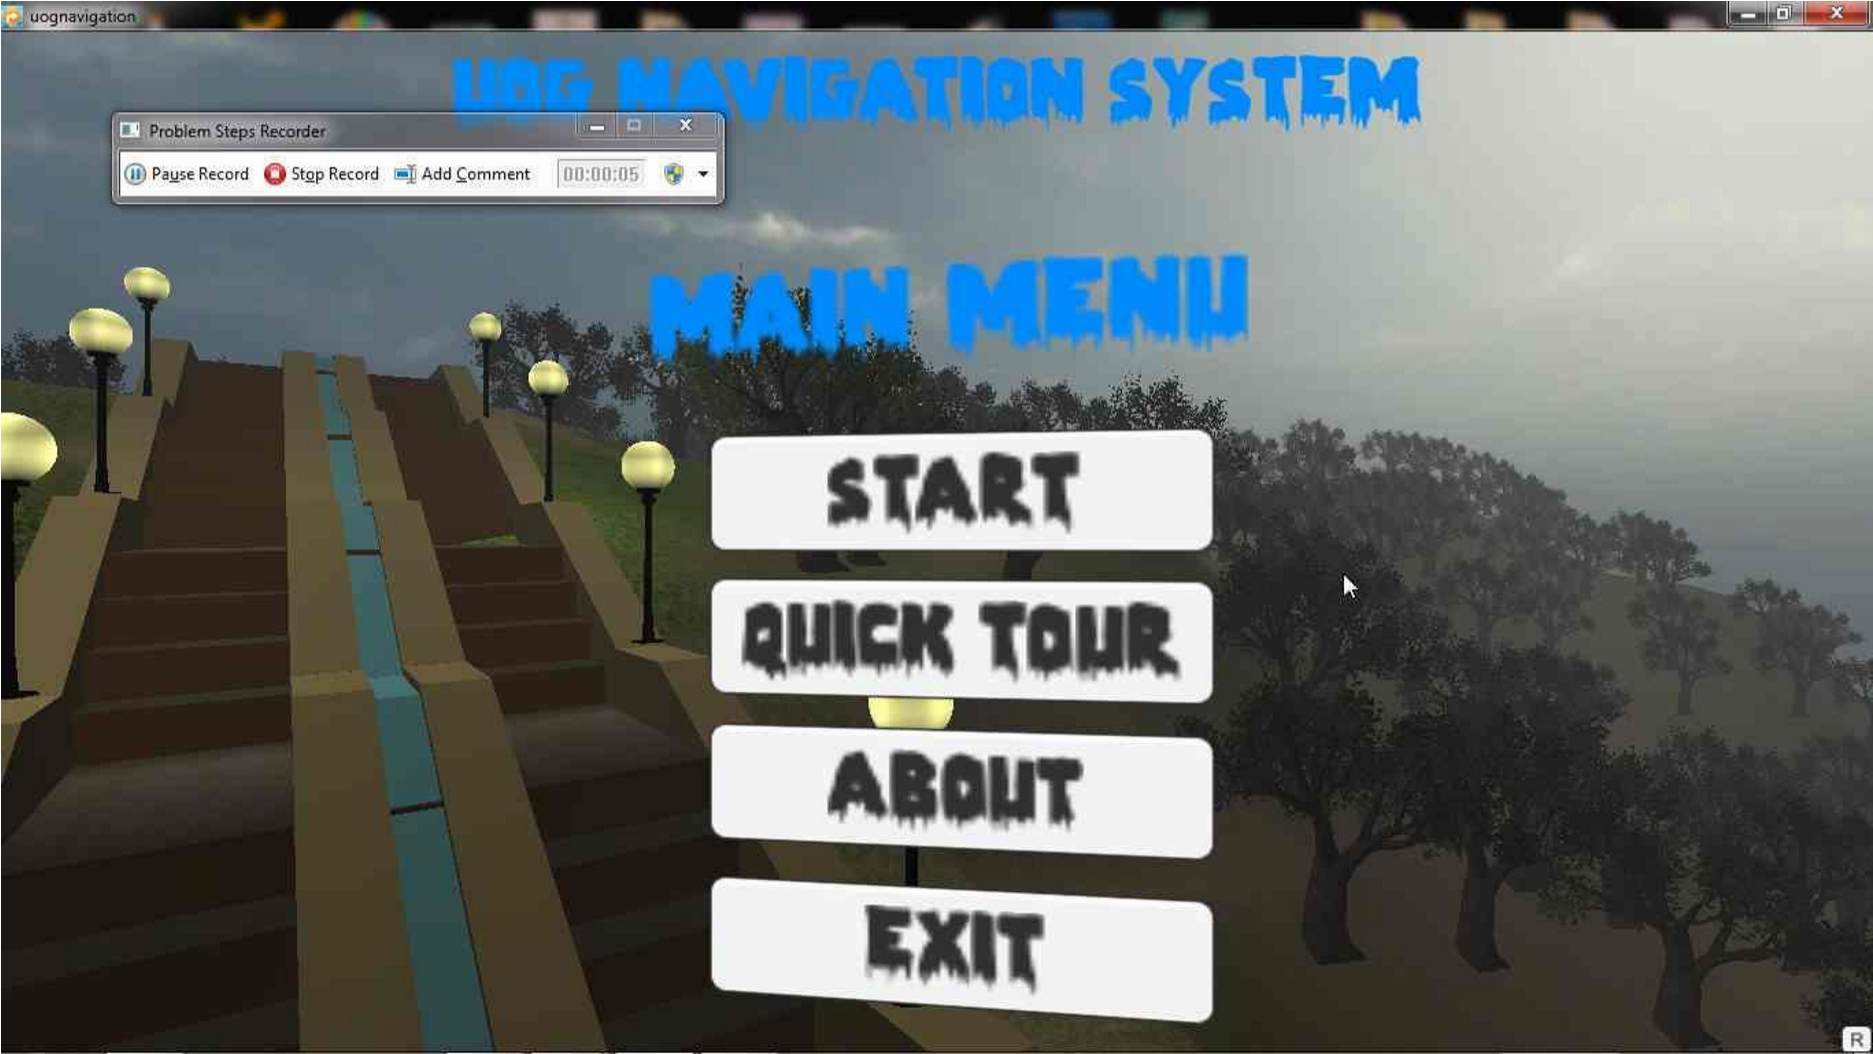 uognavigation
UOG NAVIGATION SYSTEM
Problem Steps Recorder
Pause Record Stop Record Add Comment 00:00:05
MAIN MENU
START
QUICK TOUR
ABOUT
EXIT
R